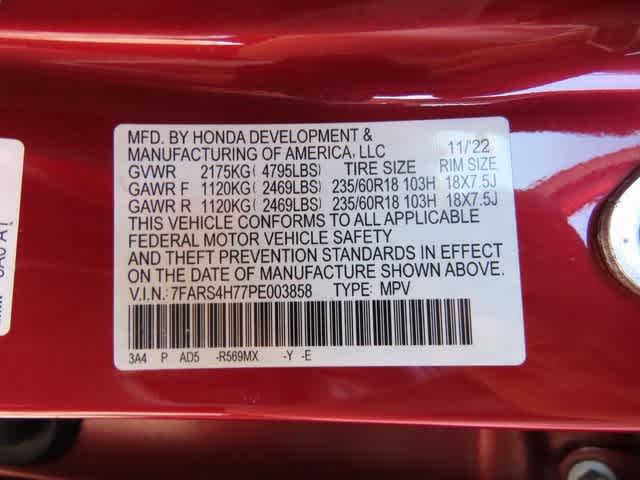 MFD. BY HONDA DEVELOPMENT & 11/'22
MANUFACTURING OF AMERICA, LLC
GVWR 2175KG( 4795LBS) TIRE SIZE RIM SIZE
GAWR F 1120KG( 2469LBS) 235/60R18 103H 18X7.5J
GAWR R 1120KG( 2469LBS) 235/60R18 103H 18X7.5J
THIS VEHICLE CONFORMS TO ALL APPLICABLE
FEDERAL MOTOR VEHICLE SAFETY
AND THEFT PREVENTION STANDARDS IN EFFECT
ON THE DATE OF MANUFACTURE SHOWN ABOVE.
V.I.N.: 7FARS4H77PE003858 TYPE: MPV
3A4 P AD5 -R569MX -Y -E